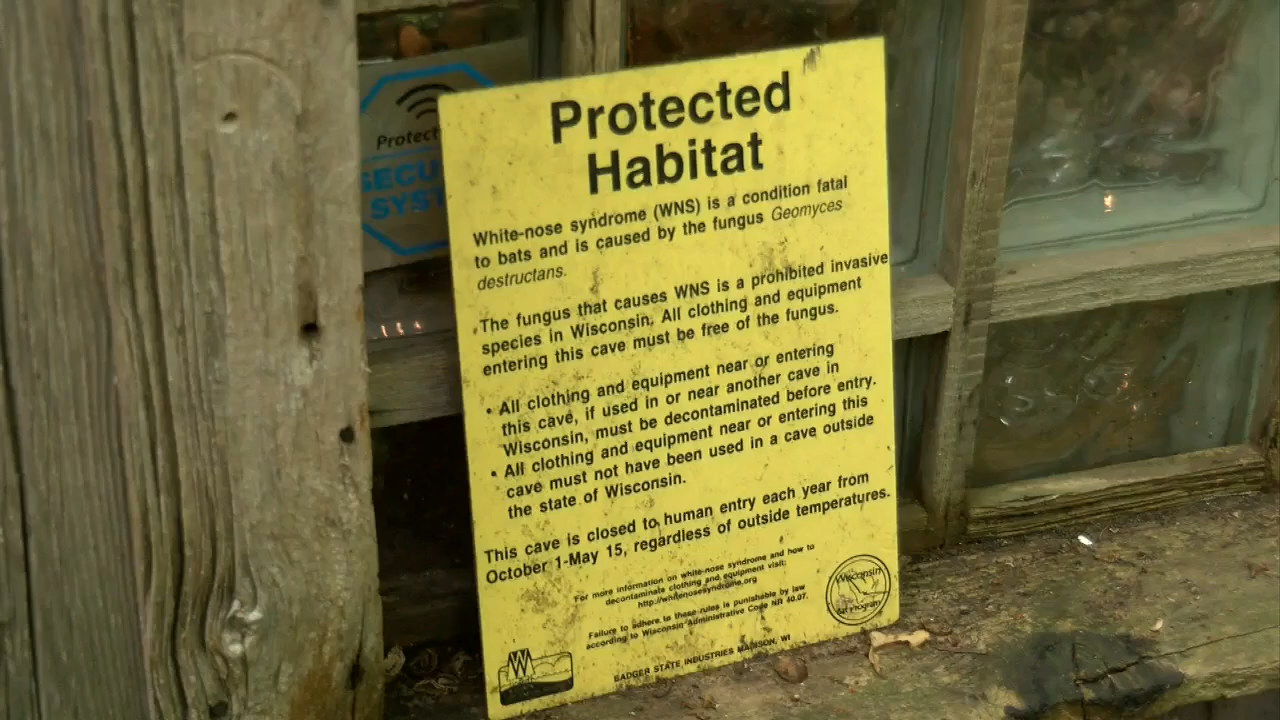 Protect
SECU
SYST
Protected
Habitat
White-nose syndrome (WNS) is a condition fatal
to bats and is caused by the fungus Geomyces
destructans.
The fungus that causes WNS is a prohibited invasive
species in Wisconsin. All clothing and equipment
entering this cave must be free of the fungus.
• All clothing and equipment near or entering
this cave, if used in or near another cave in
Wisconsin, must be decontaminated before entry.
• All clothing and equipment near or entering this
cave must not have been used in a cave outside
the state of Wisconsin.
This cave is closed to human entry each year from
October 1-May 15, regardless of outside temperatures.
For more information on white-nose syndrome and how to
decontaminate clothing and equipment visit:
http://whitenosesyndrome.org
Failure to adhere to these rules is punishable by law
according to Wisconsin Administrative Code NR 40.07.
Wisconsin
Bat Program
W
BADGER STATE INDUSTRIES MADISON, WI